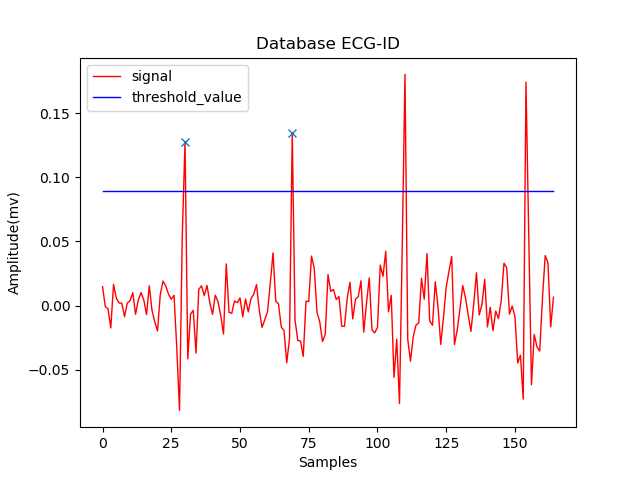 Database ECG-ID
signal
threshold_value
Amplitude(mv)
0.15
0.10
0.05
0.00
−0.05
0 25 50 75 100 125 150
Samples